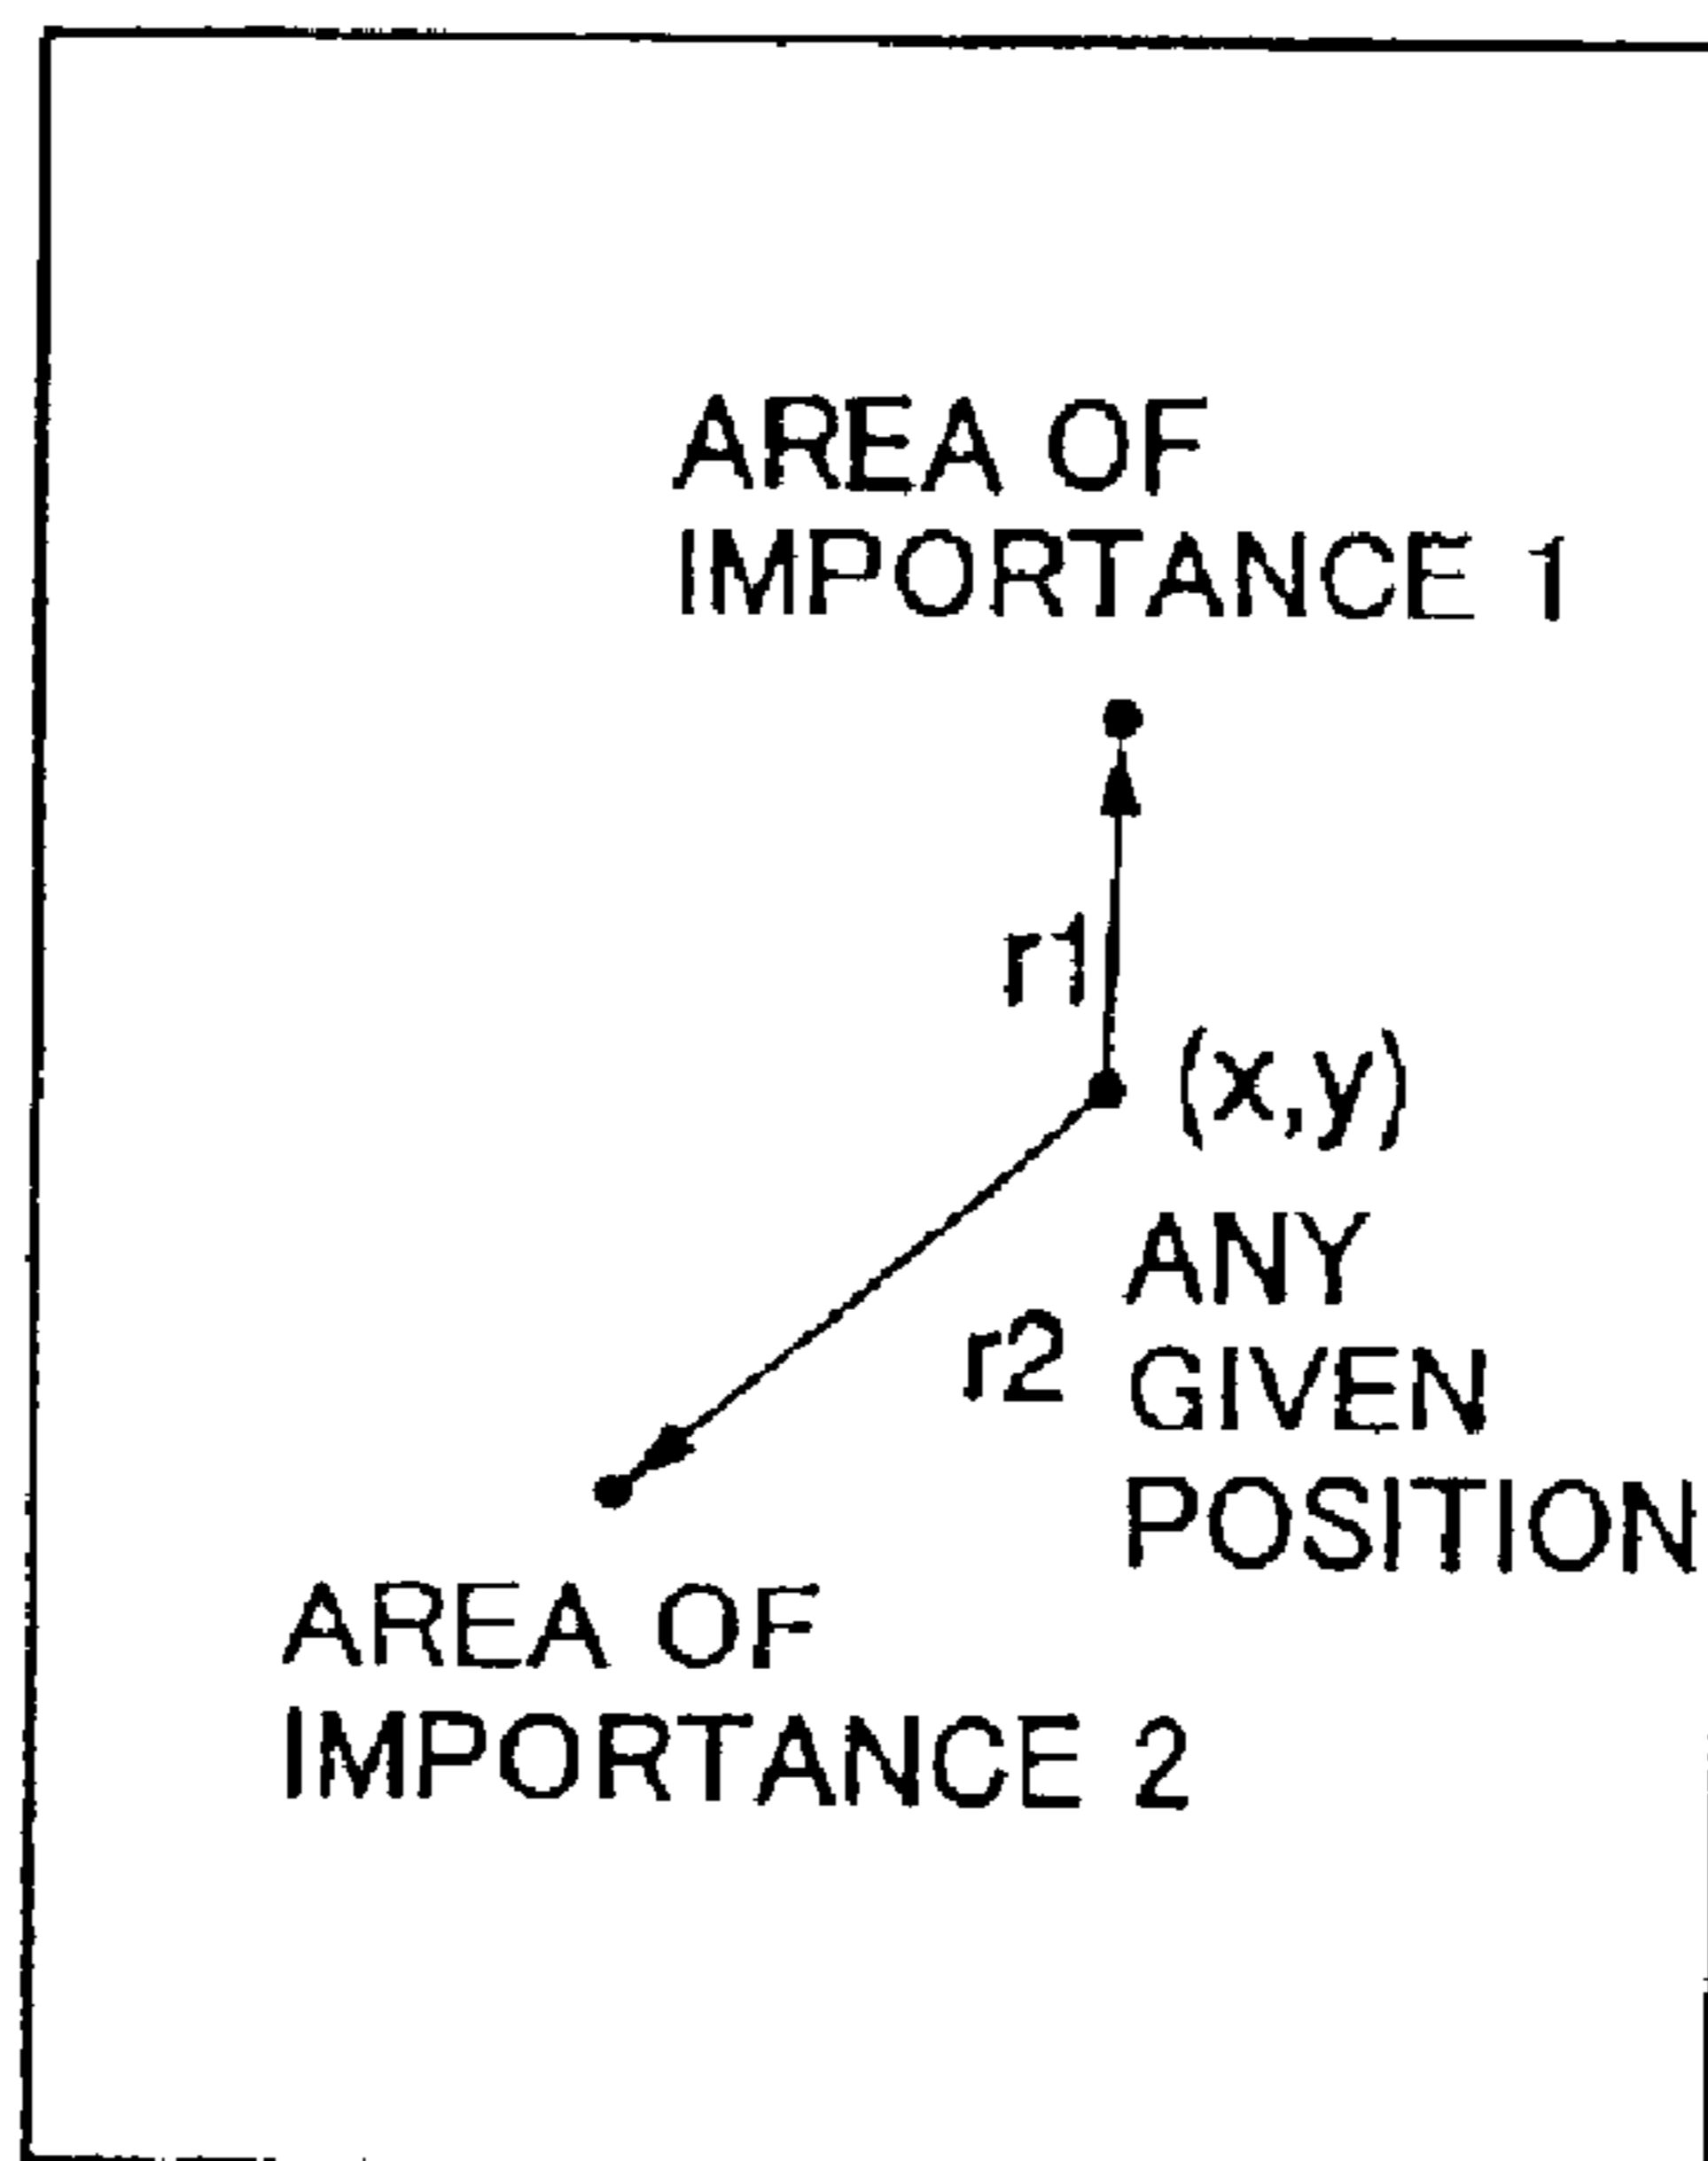 AREA OF
IMPORTANCE 1
r1
(x,y)
ANY
GIVEN
POSITION
r2
AREA OF
IMPORTANCE 2